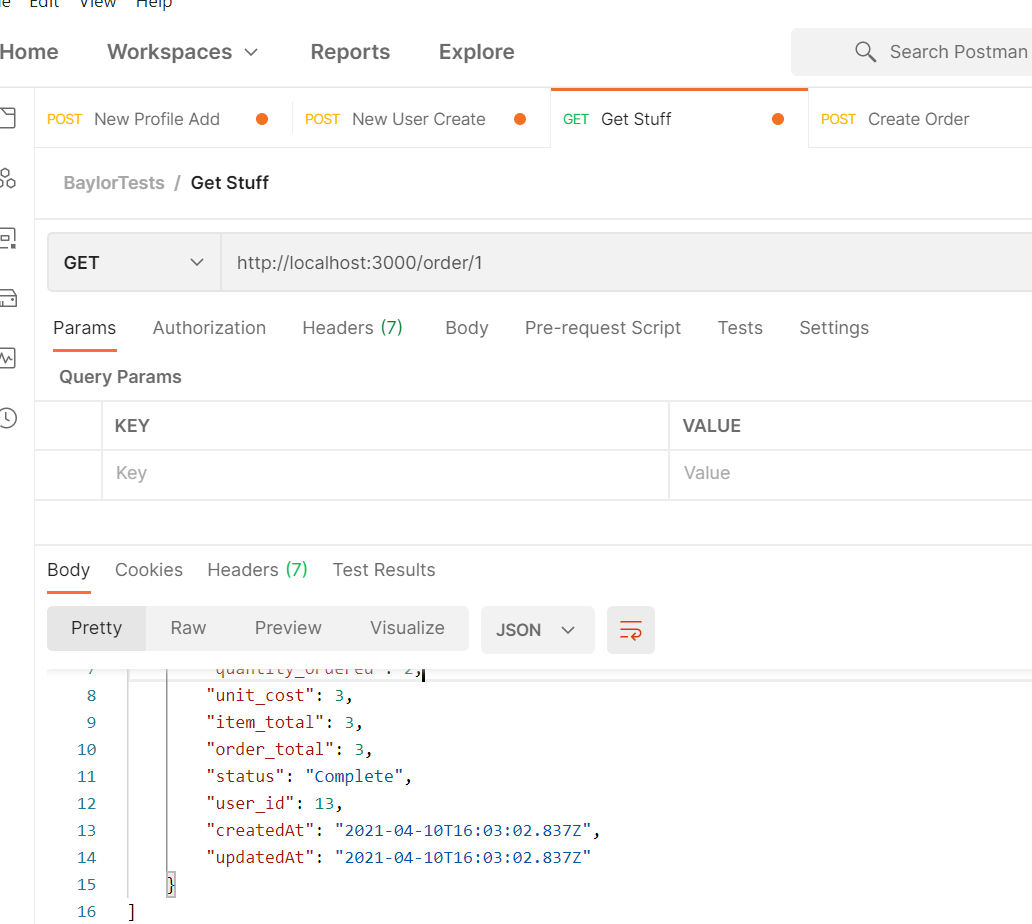 Edit View Help
Home Workspaces Reports Explore Search Postman
POST New Profile Add POST New User Create GET Get Stuff POST Create Order
BaylorTests / Get Stuff
GET http://localhost:3000/order/1
Params Authorization Headers (7) Body Pre-request Script Tests Settings
Query Params
KEY VALUE
Key Value
Body Cookies Headers (7) Test Results
Pretty Raw Preview Visualize JSON
7 "quantity_ordered": 2,
8 "unit_cost": 3,
9 "item_total": 3,
10 "order_total": 3,
11 "status": "Complete",
12 "user_id": 13,
13 "createdAt": "2021-04-10T16:03:02.837Z",
14 "updatedAt": "2021-04-10T16:03:02.837Z"
15 }
16 ]